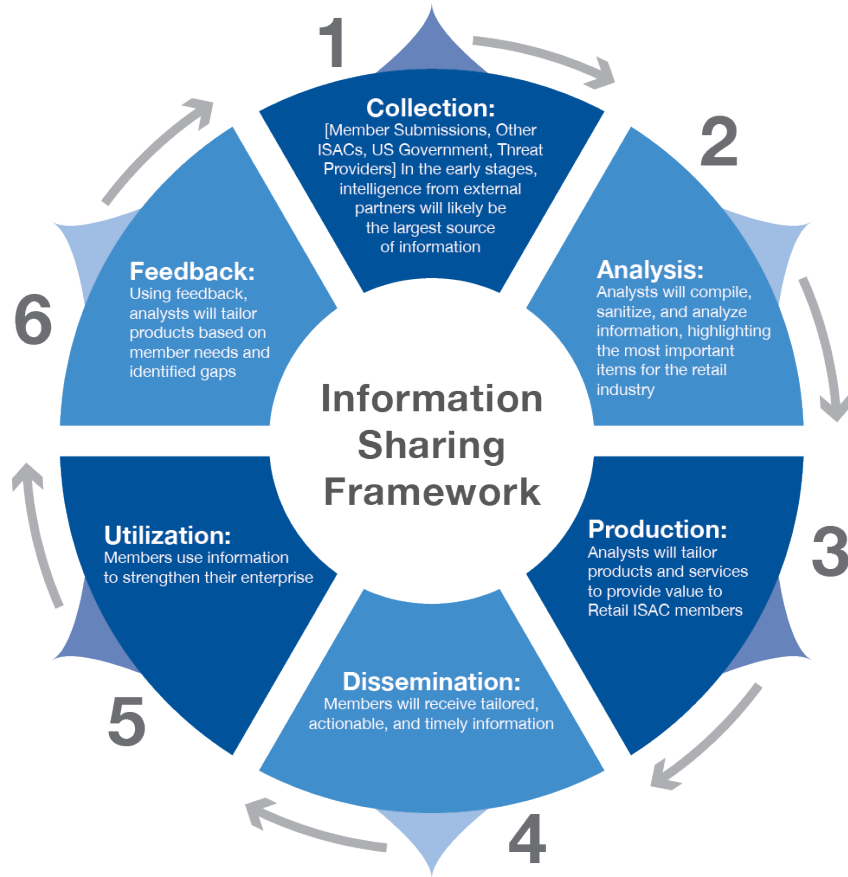 1
Collection:
[Member Submissions, Other
ISACs, US Government, Threat
Providers] In the early stages,
intelligence from external
partners will likely be
the largest source
of information
2
Analysis:
Analysts will compile,
sanitize, and analyze
information, highlighting
the most important
items for the retail
industry
3
Production:
Analysts will tailor
products and services
to provide value to
Retail ISAC members
4
Dissemination:
Members will receive tailored,
actionable, and timely information
5
Utilization:
Members use information
to strengthen their enterprise
6
Feedback:
Using feedback,
analysts will tailor
products based on
member needs and
identified gaps
Information
Sharing
Framework